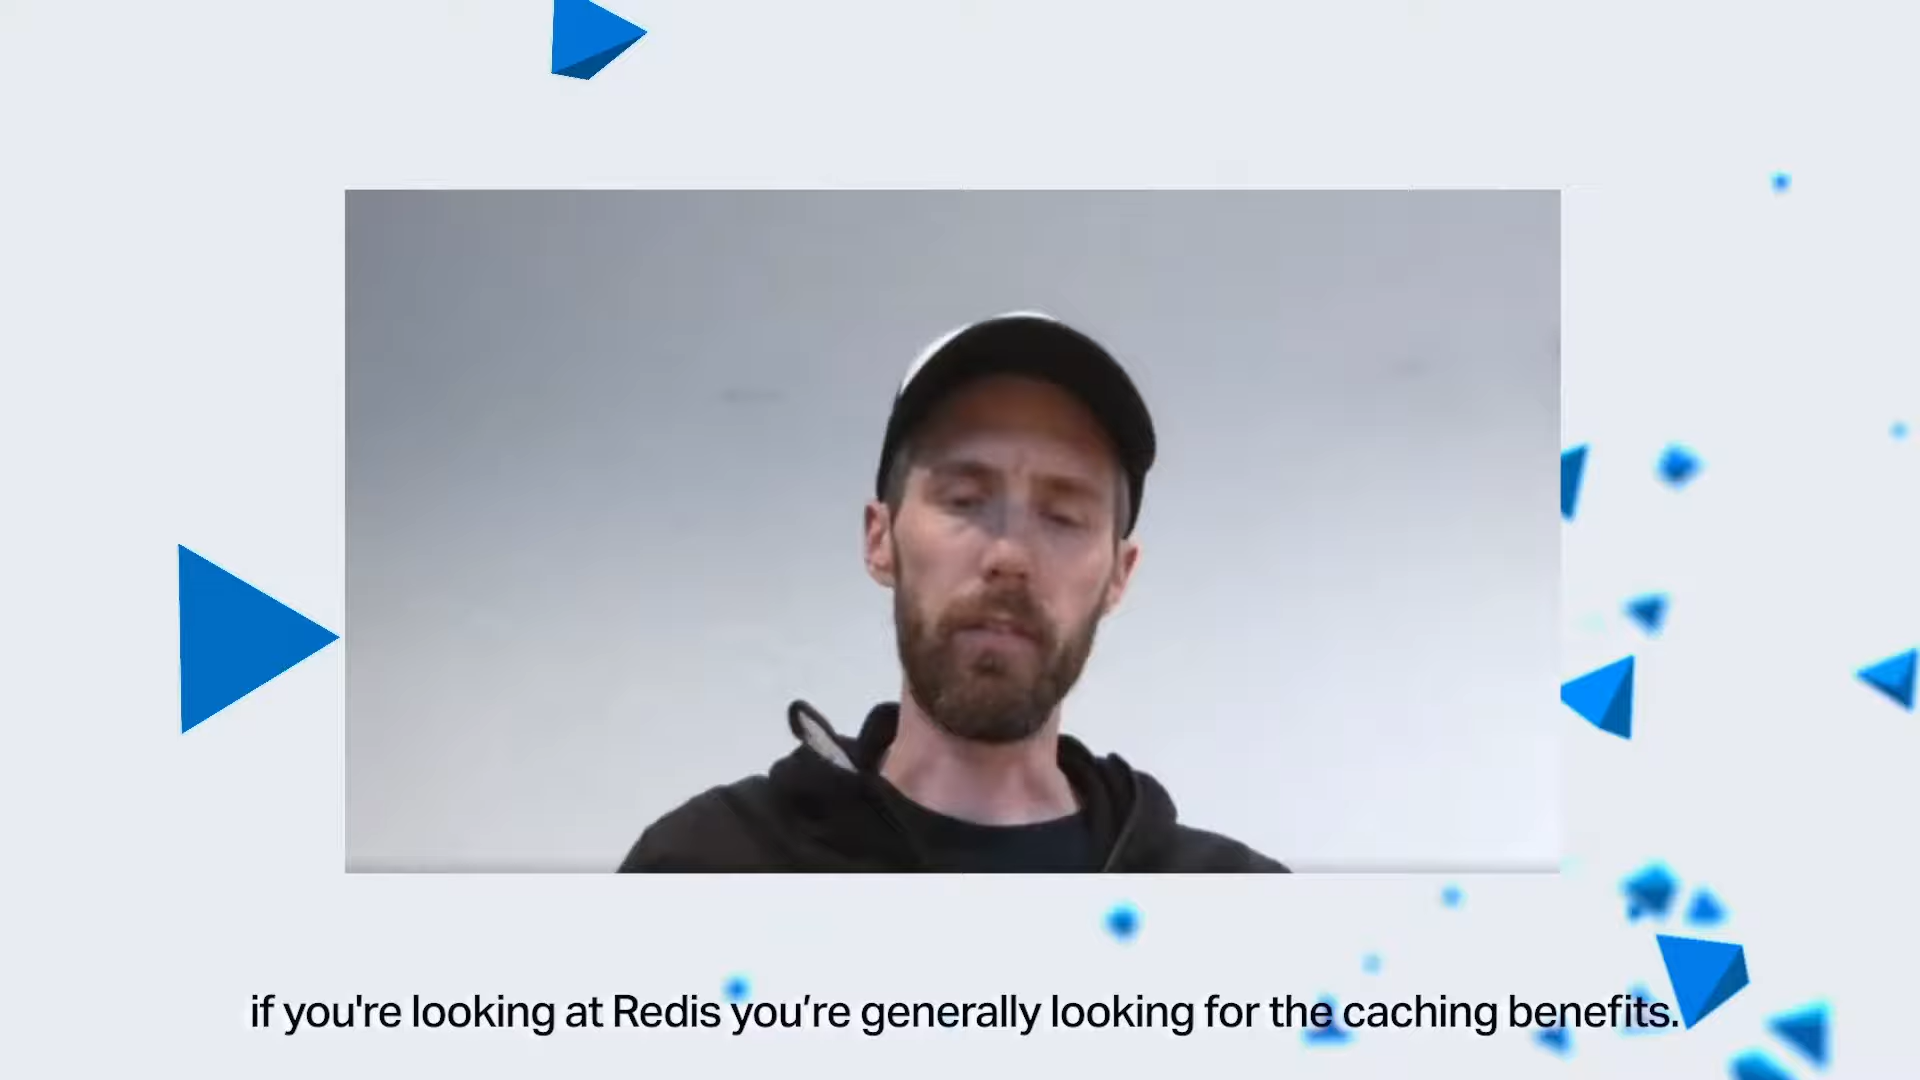 if you're looking at Redis you’re generally looking for the caching benefits.